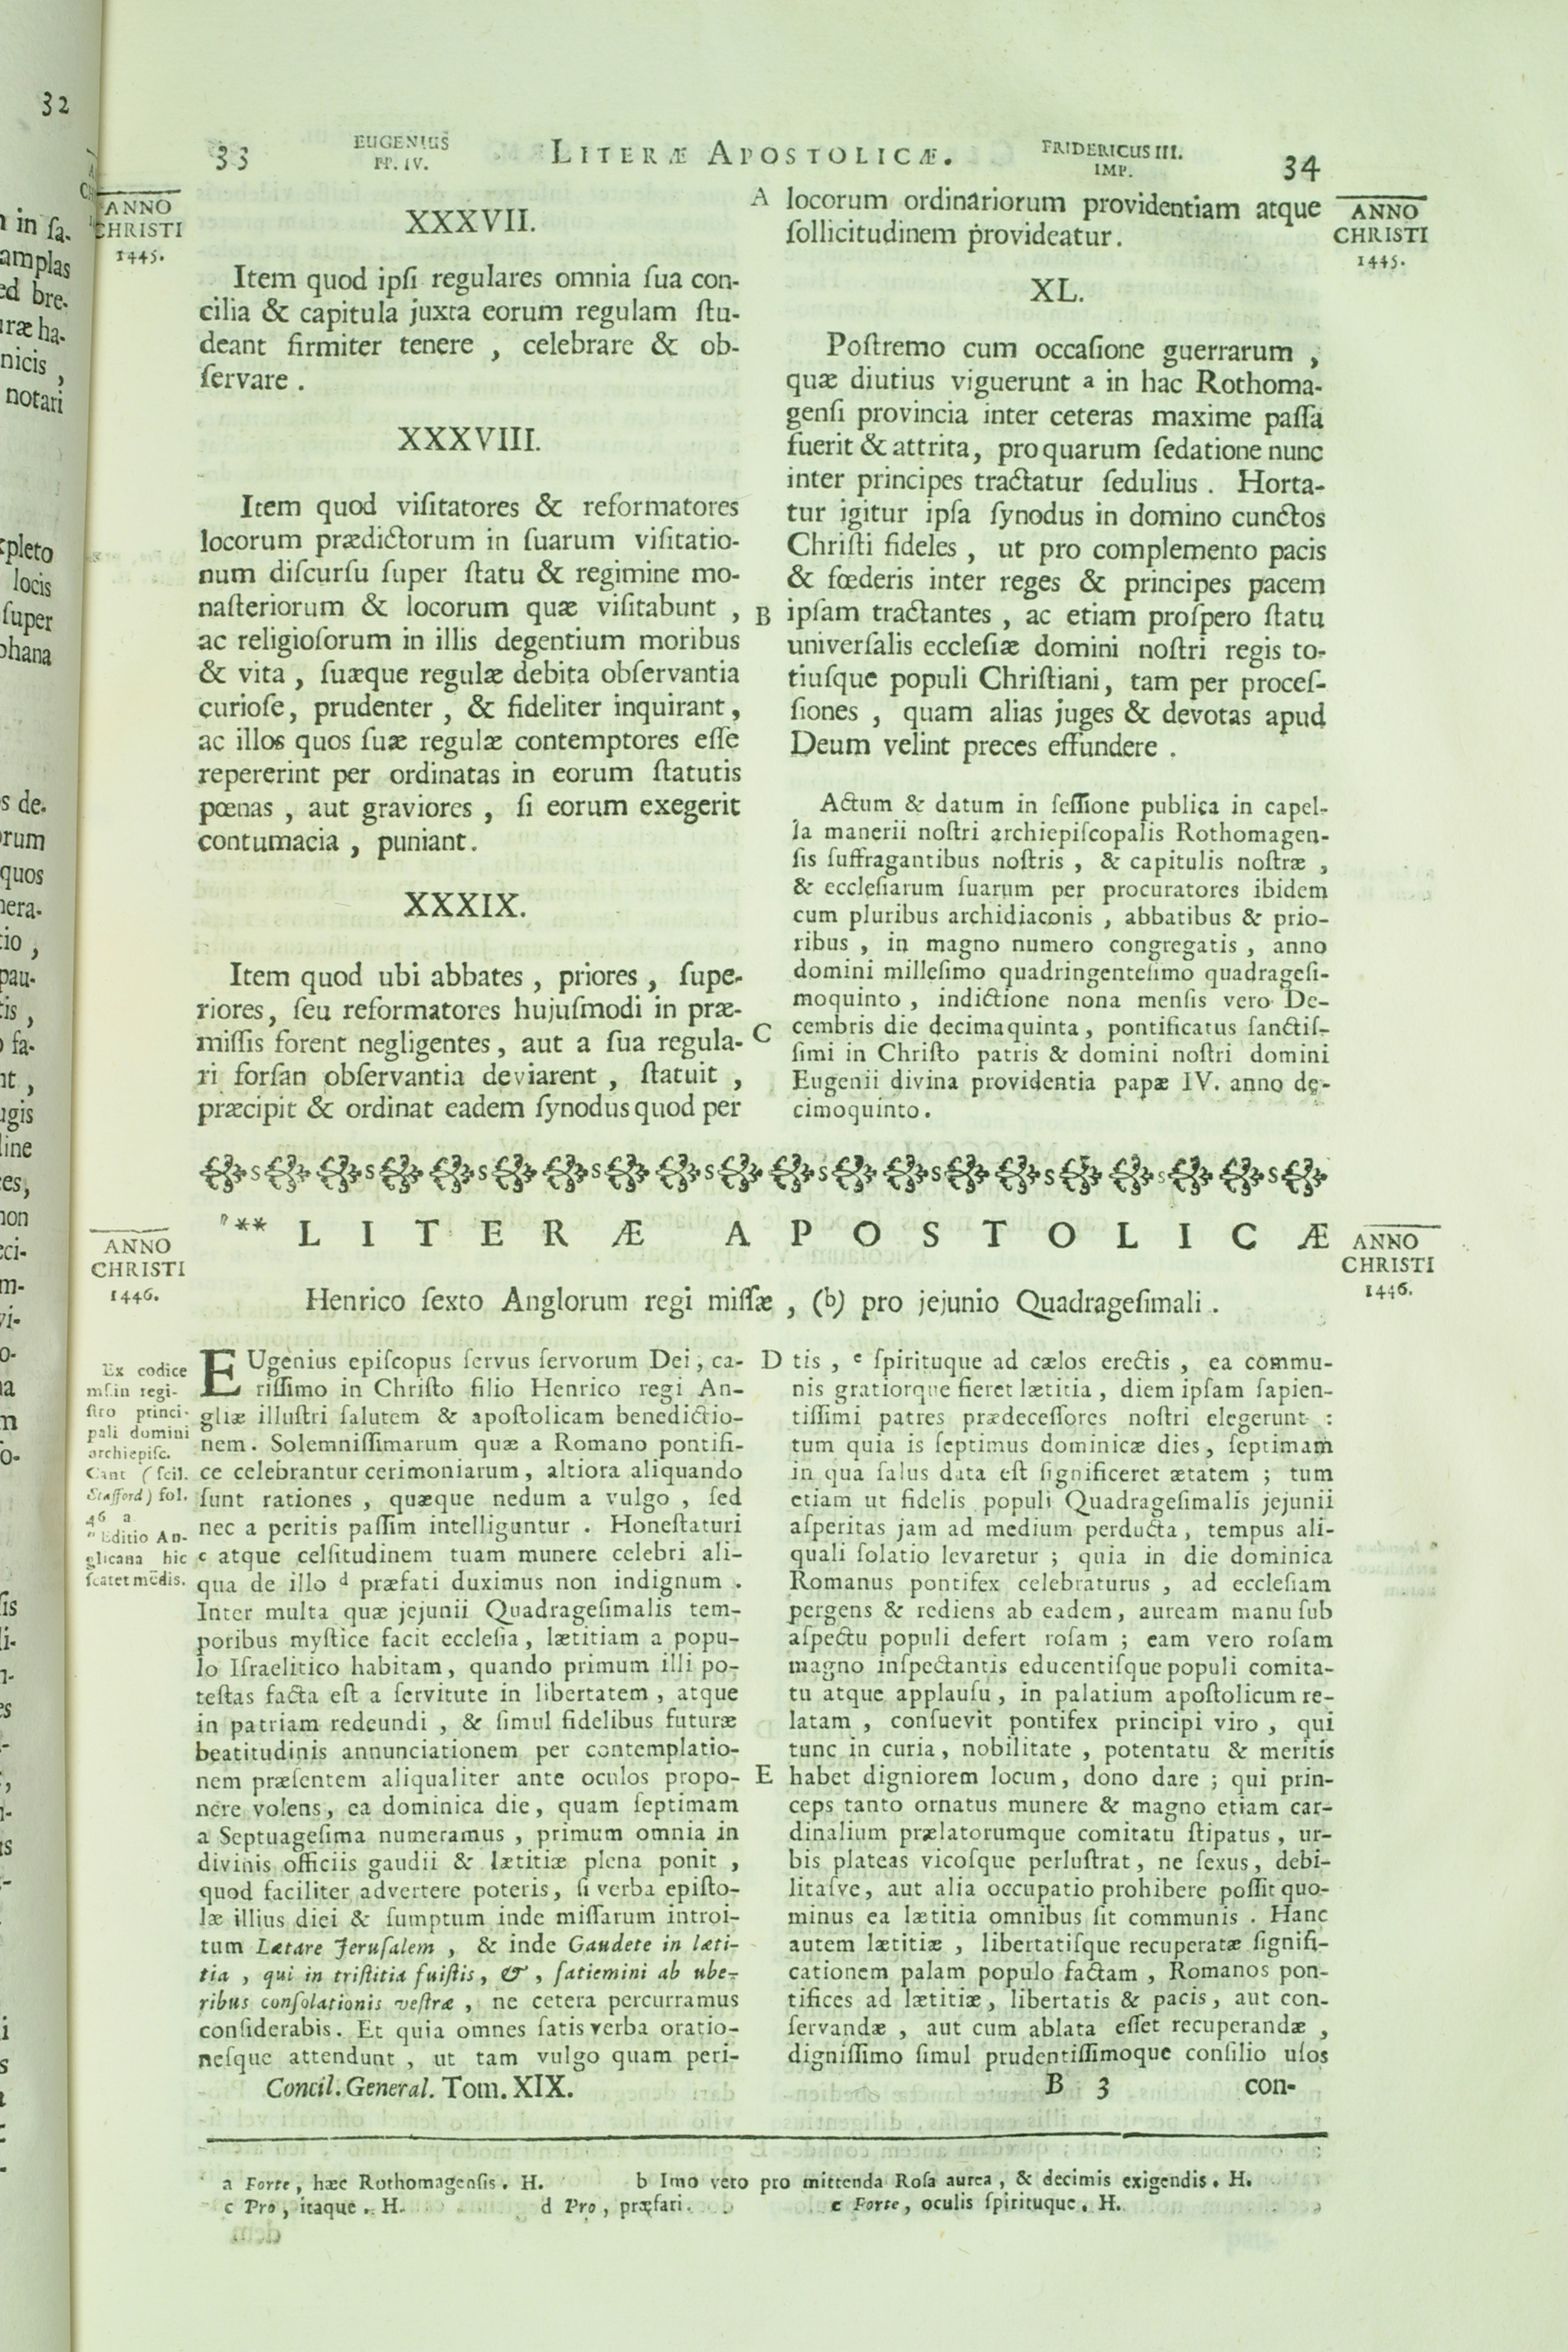 32
33
EUGENIUS
PP. IV.
LITERÆ APOSTOLICÆ.
FRIDERICUS III.
IMP.
34
ANNO
CHRISTI
1445.
XXXVII.
Item quod ipſi regulares omnia ſua con-
cilia & capitula juxta eorum regulam ſtu-
deant firmiter tenere , celebrare & ob-
ſervare .
XXXVIII.
Item quod viſitatores & reformatores
locorum prædictorum in ſuarum viſitatio-
num diſcurſu ſuper ſtatu & regimine mo-
naſteriorum & locorum quæ viſitabunt ,
ac religioſorum in illis degentium moribus
& vita , ſuæque regulæ debita obſervantia
curioſe, prudenter , & fideliter inquirant,
ac illos quos ſuæ regulæ contemptores eſſe
repererint per ordinatas in eorum ſtatutis
pœnas , aut graviores , ſi eorum exegerit
contumacia , puniant.
XXXIX.
Item quod ubi abbates , priores , ſupe-
riores, ſeu reformatores hujuſmodi in præ-
miſſis forent negligentes, aut a ſua regula-
ri forſan obſervantia deviarent , ſtatuit ,
præcipit & ordinat eadem ſynodus quod per
A locorum ordinariorum providentiam atque
ſollicitudinem provideatur.
ANNO
CHRISTI
1445.
XL.
Poſtremo cum occaſione guerrarum ,
quæ diutius viguerunt a in hac Rothoma-
genſi provincia inter ceteras maxime paſſa
fuerit & attrita, pro quarum ſedatione nunc
inter principes tractatur ſedulius . Horta-
tur igitur ipſa ſynodus in domino cunctos
Chriſti fideles , ut pro complemento pacis
& fœderis inter reges & principes pacem
B ipſam tractantes , ac etiam proſpero ſtatu
univerſalis eccleſiæ domini noſtri regis to-
tiuſque populi Chriſtiani, tam per proceſ-
ſiones , quam alias juges & devotas apud
Deum velint preces effundere .
Actum & datum in ſeſſione publica in capel-
la manerii noſtri archiepiſcopalis Rothomagen-
ſis ſuffragantibus noſtris , & capitulis noſtræ ,
& eccleſiarum ſuarum per procuratores ibidem
cum pluribus archidiaconis , abbatibus & prio-
ribus , in magno numero congregatis , anno
domini milleſimo quadringenteſimo quadrageſi-
moquinto , indictione nona menſis vero De-
C cembris die decimaquinta, pontificatus ſanctiſ-
ſimi in Chriſto patris & domini noſtri domini
Eugenii divina providentia papæ IV. anno de-
cimoquinto.
ANNO
CHRISTI
1446.
"** LITERÆ APOSTOLICÆ
Henrico ſexto Anglorum regi miſſæ , (b) pro jejunio Quadrageſimali .
ANNO
CHRISTI
1446.
Ex codice
mſ. in regi-
ſtro princi-
pali domini
archiepiſc.
Cant (ſcil.
Stafford) fol.
46 a
" Editio An-
glicana hic
ſcatet mēdis.
EUgenius epiſcopus ſervus ſervorum Dei, ca-
riſſimo in Chriſto filio Henrico regi An-
gliæ illuſtri ſalutem & apoſtolicam benedictio-
nem. Solemniſſimarum quæ a Romano pontifi-
ce celebrantur cerimoniarum, altiora aliquando
ſunt rationes , quæque nedum a vulgo , ſed
nec a peritis paſſim intelliguntur . Honeſtaturi
c atque celſitudinem tuam munere celebri ali-
qua de illo d præfati duximus non indignum .
Inter multa quæ jejunii Quadrageſimalis tem-
poribus myſtice facit eccleſia, lætitiam a popu-
lo Iſraelitico habitam, quando primum illi po-
teſtas facta eſt a ſervitute in libertatem, atque
in patriam redeundi , & ſimul fidelibus futuræ
beatitudinis annunciationem per contemplatio-
nem præſentem aliqualiter ante oculos propo-
nere volens, ea dominica die, quam ſeptimam
a Septuageſima numeramus , primum omnia in
divinis officiis gaudii & lætitiæ plena ponit ,
quod faciliter advertere poteris, ſi verba epiſto-
læ illius diei & ſumptum inde miſſarum introi-
tum Lætare Jeruſalem , & inde Gaudete in læti-
tia , qui in triſtitia fuiſtis, &, ſatiemini ab ube-
ribus conſolationis veſtræ , ne cetera percurramus
conſiderabis. Et quia omnes ſatis verba oratio-
neſque attendunt , ut tam vulgo quam peri-
Concil. General. Tom. XIX.
D tis , e ſpirituque ad cælos erectis , ea commu-
nis gratiorque fieret lætitia, diem ipſam ſapien-
tiſſimi patres prædeceſſores noſtri elegerunt :
tum quia is ſeptimus dominicæ dies, ſeptimam
in qua ſalus data eſt ſignificeret ætatem ; tum
etiam ut fidelis populi Quadrageſimalis jejunii
aſperitas jam ad medium perducta, tempus ali-
quali ſolatio levaretur ; quia in die dominica
Romanus pontifex celebraturus , ad eccleſiam
pergens & rediens ab eadem, auream manu ſub
aſpectu populi defert roſam ; eam vero roſam
magno inſpectantis educentiſque populi comita-
tu atque applauſu, in palatium apoſtolicum re-
latam , conſuevit pontifex principi viro , qui
tunc in curia, nobilitate , potentatu & meritis
E habet digniorem locum, dono dare ; qui prin-
ceps tanto ornatus munere & magno etiam car-
dinalium prælatorumque comitatu ſtipatus, ur-
bis plateas vicoſque perluſtrat, ne ſexus, debi-
litaſve, aut alia occupatio prohibere poſſit quo-
minus ea lætitia omnibus ſit communis . Hanc
autem lætitiæ , libertatiſque recuperatæ ſignifi-
cationem palam populo factam , Romanos pon-
tifices ad lætitiæ, libertatis & pacis, aut con-
ſervandæ , aut cum ablata eſſet recuperandæ ,
digniſſimo ſimul prudentiſſimoque conſilio uſos
B 3 con-
a Forte, hæc Rothomagenſis. H. b Imo vero pro mittenda Roſa aurea, & decimis exigendis. H.
c Pro, itaque. H. d Pro, præfari. e Forte, oculis ſpirituque. H.